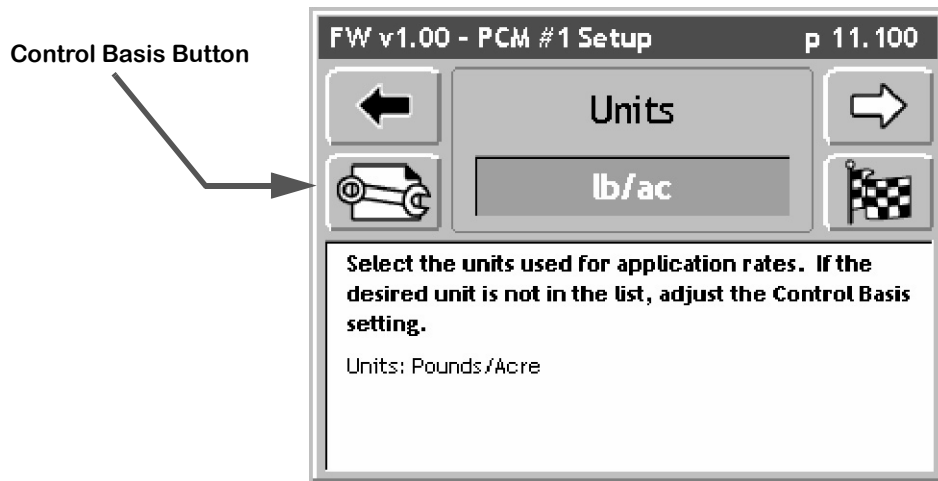 Control Basis Button
FW v1.00 - PCM #1 Setup p 11.100
Units
lb/ac
Select the units used for application rates. If the
desired unit is not in the list, adjust the Control Basis
setting.
Units: Pounds/Acre